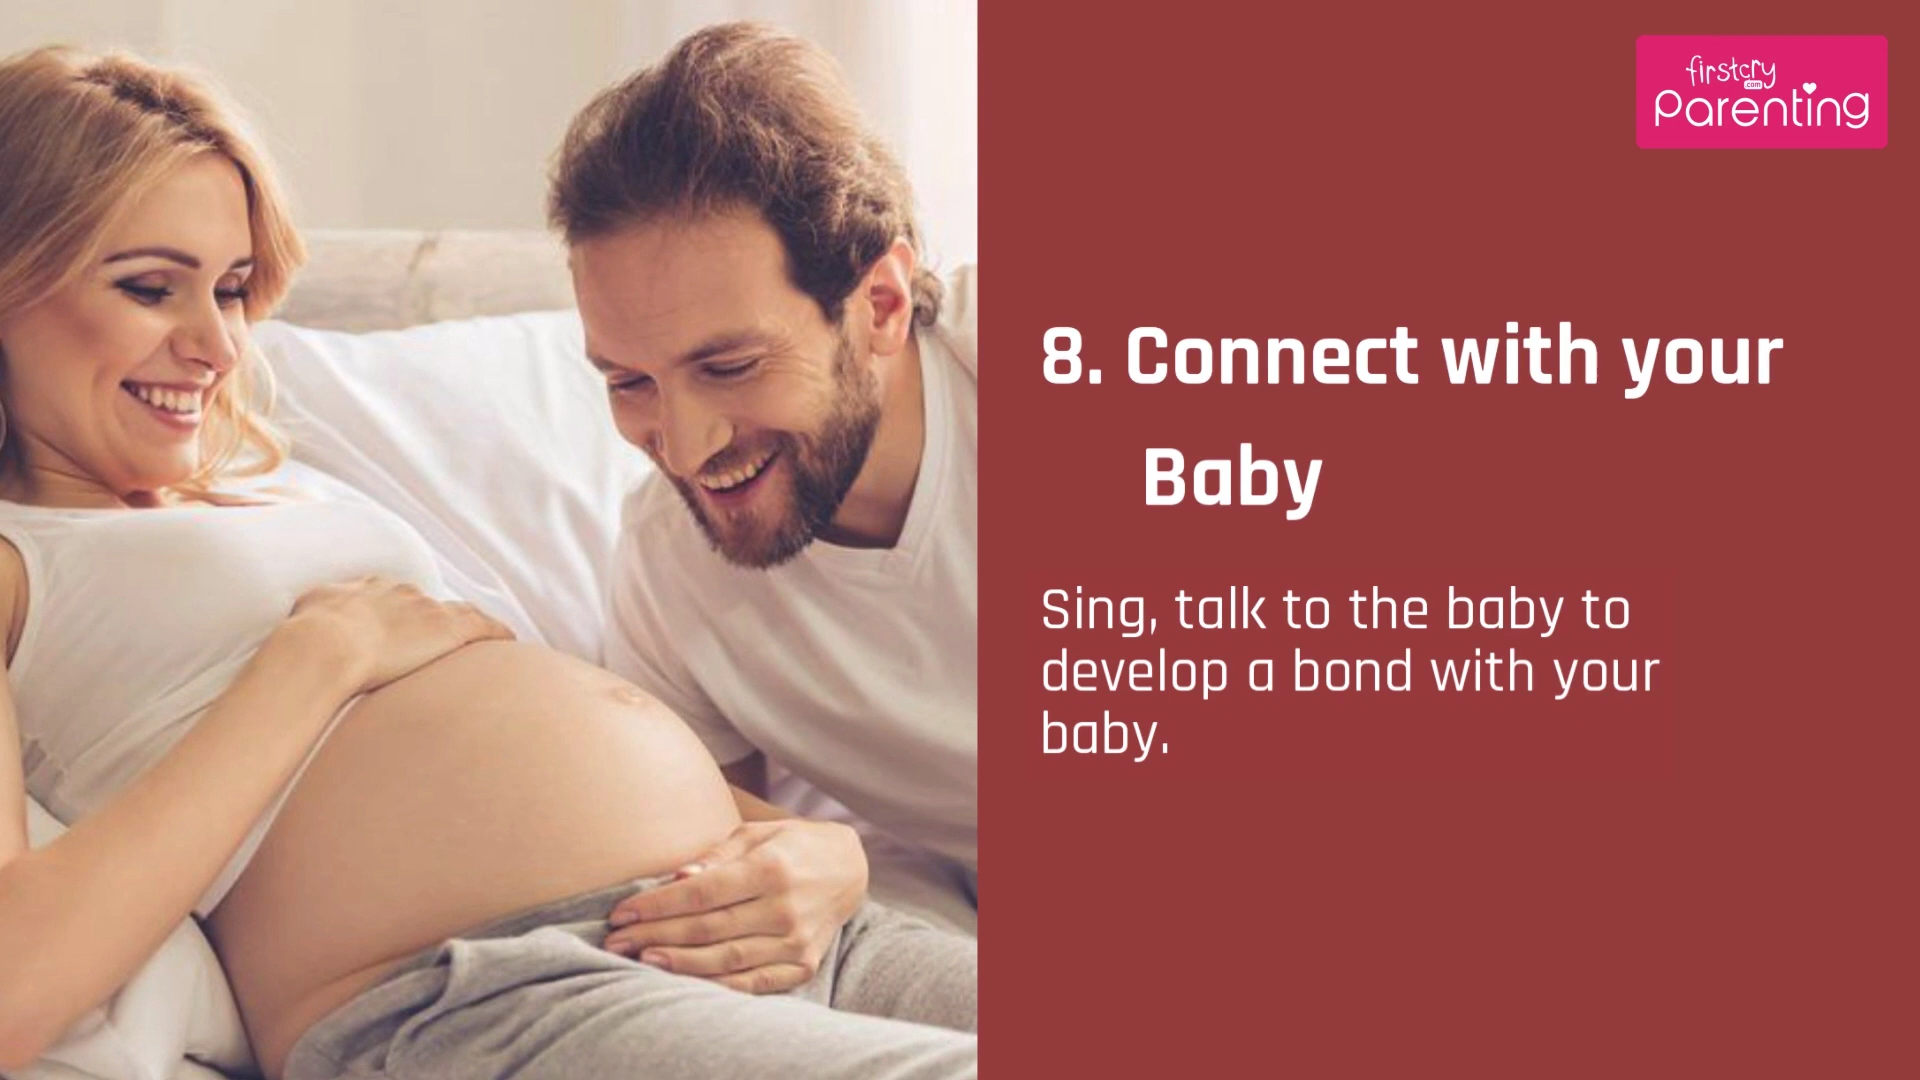 firstcry
.com
Parenting
8. Connect with your
Baby
Sing, talk to the baby to
develop a bond with your
baby.